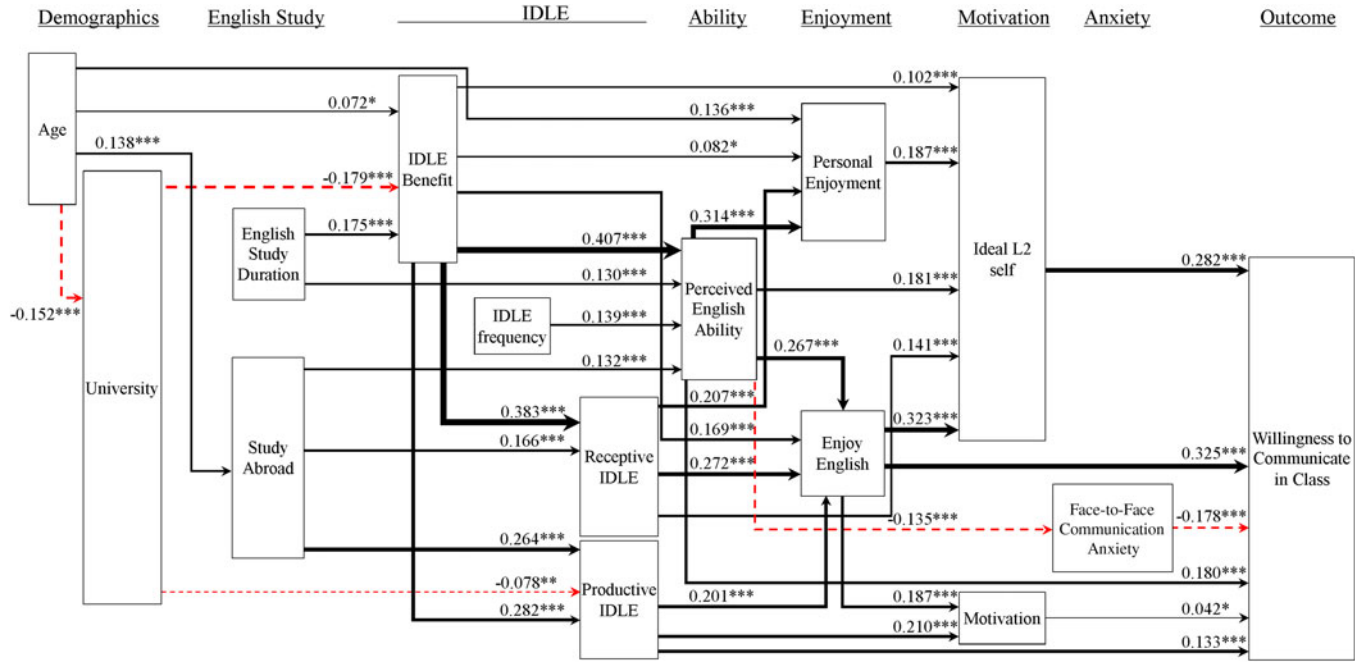 Demographics English Study IDLE Ability Enjoyment Motivation Anxiety Outcome
Age
University
English
Study
Duration
Study
Abroad
IDLE
Benefit
IDLE
frequency
Receptive
IDLE
Productive
IDLE
Perceived
English
Ability
Personal
Enjoyment
Enjoy
English
Ideal L2
self
Motivation
Face-to-Face
Communication
Anxiety
Willingness to
Communicate
in Class
0.072*
0.138***
-0.152***
-0.179***
0.175***
0.102***
0.136***
0.082*
0.187***
0.314***
0.407***
0.130***
0.139***
0.132***
0.181***
0.282***
0.267***
0.141***
0.207***
0.383***
0.166***
0.169***
0.272***
0.323***
0.325***
-0.135***
-0.178***
0.264***
-0.078**
0.282***
0.201***
0.187***
0.210***
0.180***
0.042*
0.133***